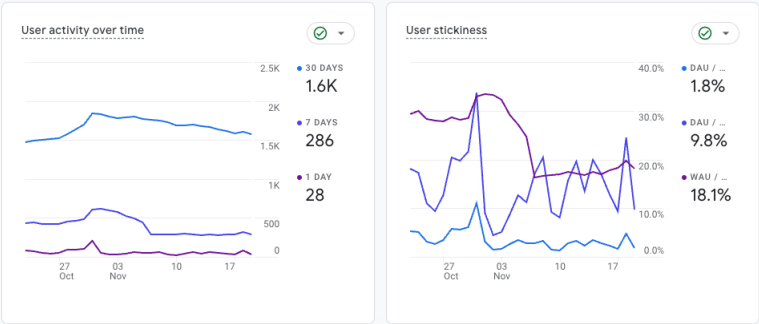 User activity over time
2.5K
2K
1.5K
1K
500
0
27
Oct
03
Nov
10
17
30 DAYS
1.6K
7 DAYS
286
1 DAY
28
User stickiness
40.0%
30.0%
20.0%
10.0%
0.0%
27
Oct
03
Nov
10
17
DAU / ...
1.8%
DAU / ...
9.8%
WAU / ...
18.1%